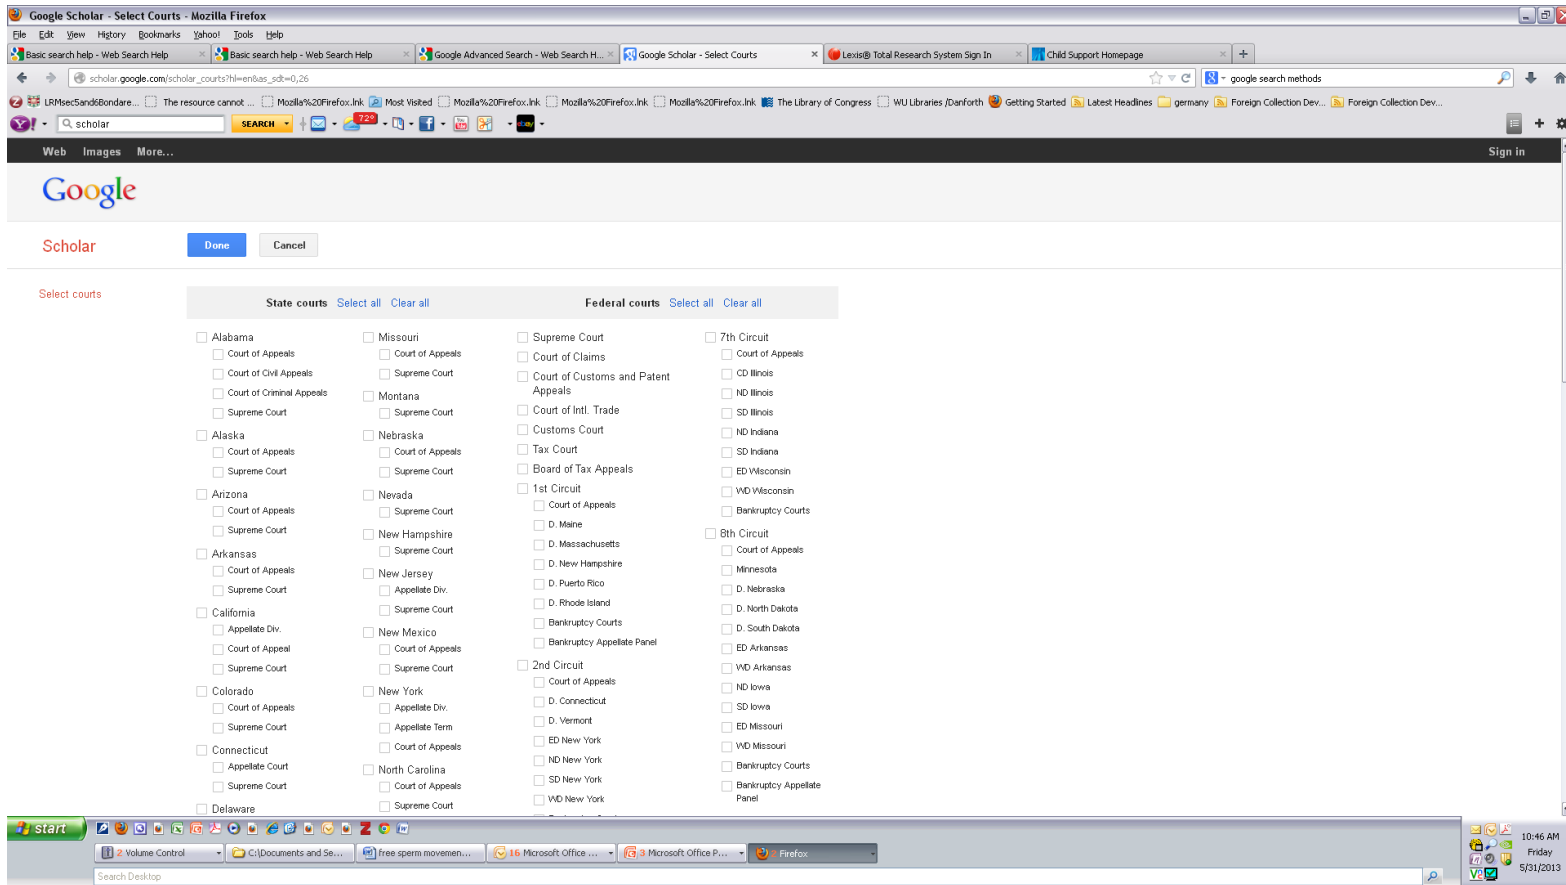 Google Scholar - Select Courts - Mozilla Firefox
File Edit View History Bookmarks Yahoo! Tools Help
Basic search help - Web Search Help
Basic search help - Web Search Help
Google Advanced Search - Web Search H...
Google Scholar - Select Courts
Lexis® Total Research System Sign In
Child Support Homepage
scholar.google.com/scholar_courts?hl=en&as_sdt=0,26
google search methods
LRMsec5and6Bondare... The resource cannot ... Mozilla%20Firefox.lnk Most Visited Mozilla%20Firefox.lnk Mozilla%20Firefox.lnk Mozilla%20Firefox.lnk The Library of Congress WU Libraries /Danforth Getting Started Latest Headlines germany Foreign Collection Dev... Foreign Collection Dev...
scholar SEARCH 72° ebay
Web Images More... Sign in
Google
Scholar Done Cancel
Select courts
State courts Select all Clear all
Federal courts Select all Clear all
Alabama
Court of Appeals
Court of Civil Appeals
Court of Criminal Appeals
Supreme Court
Alaska
Court of Appeals
Supreme Court
Arizona
Court of Appeals
Supreme Court
Arkansas
Court of Appeals
Supreme Court
California
Appellate Div.
Court of Appeal
Supreme Court
Colorado
Court of Appeals
Supreme Court
Connecticut
Appellate Court
Supreme Court
Delaware
Missouri
Court of Appeals
Supreme Court
Montana
Supreme Court
Nebraska
Court of Appeals
Supreme Court
Nevada
Supreme Court
New Hampshire
Supreme Court
New Jersey
Appellate Div.
Supreme Court
New Mexico
Court of Appeals
Supreme Court
New York
Appellate Div.
Appellate Term
Court of Appeals
North Carolina
Court of Appeals
Supreme Court
Supreme Court
Court of Claims
Court of Customs and Patent
Appeals
Court of Intl. Trade
Customs Court
Tax Court
Board of Tax Appeals
1st Circuit
Court of Appeals
D. Maine
D. Massachusetts
D. New Hampshire
D. Puerto Rico
D. Rhode Island
Bankruptcy Courts
Bankruptcy Appellate Panel
2nd Circuit
Court of Appeals
D. Connecticut
D. Vermont
ED New York
ND New York
SD New York
WD New York
7th Circuit
Court of Appeals
CD Illinois
ND Illinois
SD Illinois
ND Indiana
SD Indiana
ED Wisconsin
WD Wisconsin
Bankruptcy Courts
8th Circuit
Court of Appeals
Minnesota
D. Nebraska
D. North Dakota
D. South Dakota
ED Arkansas
WD Arkansas
ND Iowa
SD Iowa
ED Missouri
WD Missouri
Bankruptcy Courts
Bankruptcy Appellate
Panel
start
2 Volume Control
C:\Documents and Se...
free sperm movemen...
16 Microsoft Office ...
3 Microsoft Office P...
2 Firefox
Search Desktop
10:46 AM
Friday
5/31/2013